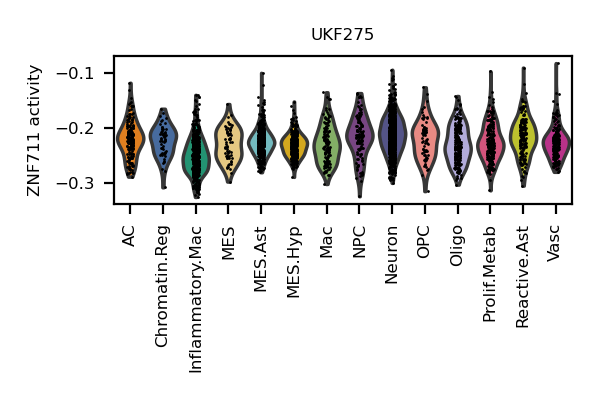 UKF275
ZNF711 activity
−0.1
−0.2
−0.3
AC
Chromatin.Reg
Inflammatory.Mac
MES
MES.Ast
MES.Hyp
Mac
NPC
Neuron
OPC
Oligo
Prolif.Metab
Reactive.Ast
Vasc